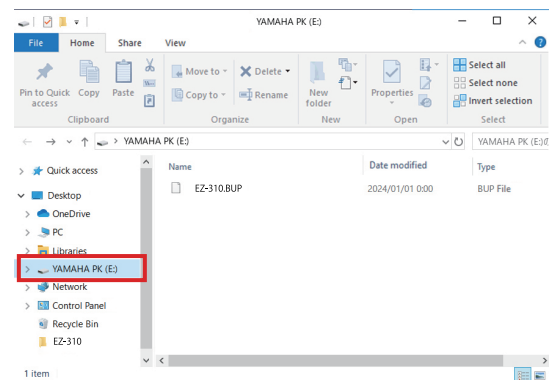 YAMAHA PK (E:)
File Home Share View
Pin to Quick access
Copy
Paste
Move to
Copy to
Delete
Rename
New folder
Properties
Select all
Select none
Invert selection
Clipboard Organize New Open Select
YAMAHA PK (E:)
YAMAHA PK (E:)
Quick access
Desktop
OneDrive
PC
Libraries
YAMAHA PK (E:)
Network
Control Panel
Recycle Bin
EZ-310
Name Date modified Type
EZ-310.BUP 2024/01/01 0:00 BUP File
1 item